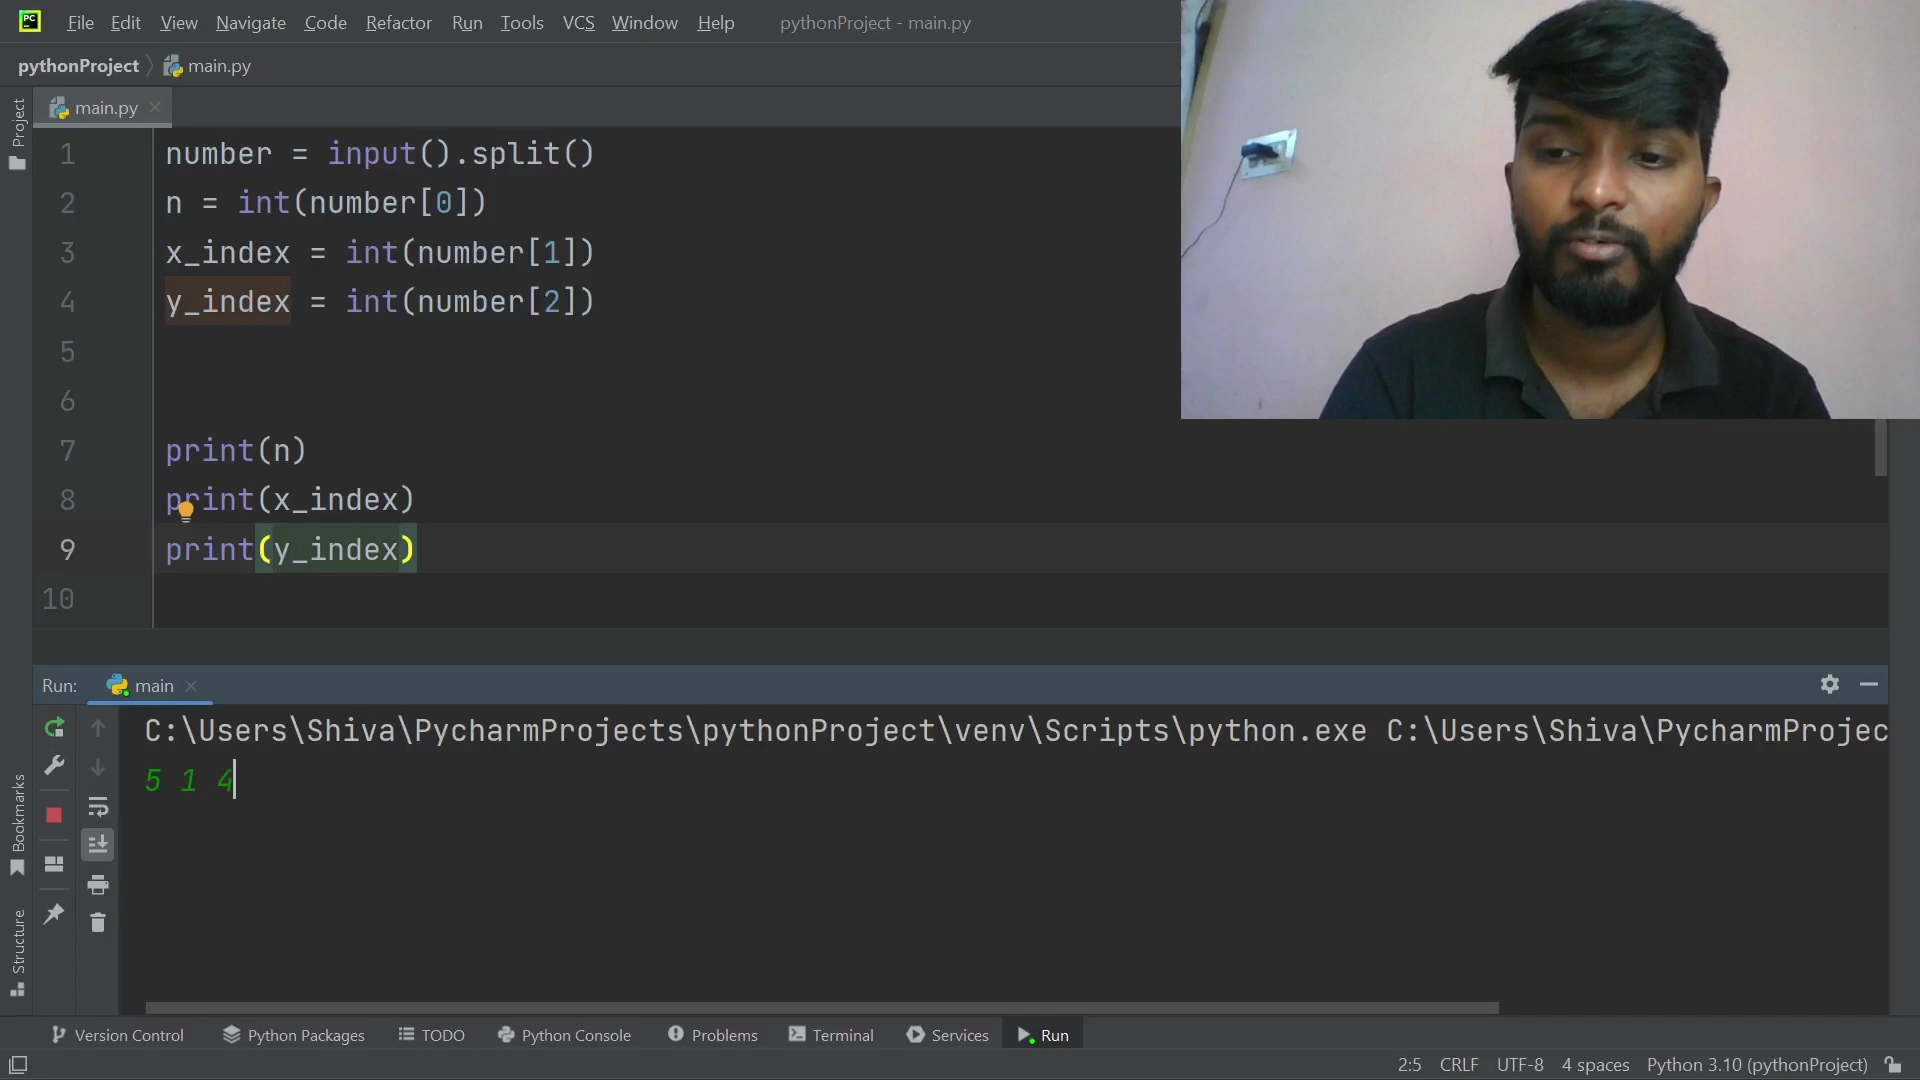 PC File Edit View Navigate Code Refactor Run Tools VCS Window Help pythonProject - main.py
pythonProject main.py
Project
main.py
1 number = input().split()
2 n = int(number[0])
3 x_index = int(number[1])
4 y_index = int(number[2])
5
6
7 print(n)
8 print(x_index)
9 print(y_index)
10
Run: main
C:\Users\Shiva\PycharmProjects\pythonProject\venv\Scripts\python.exe C:\Users\Shiva\PycharmProjec
5 1 4
Bookmarks
Structure
Version Control Python Packages TODO Python Console Problems Terminal Services Run
2:5 CRLF UTF-8 4 spaces Python 3.10 (pythonProject)